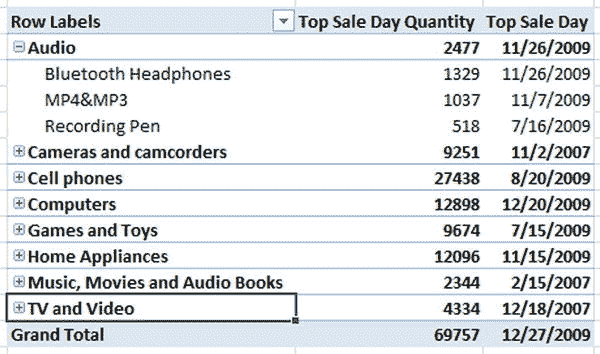 Row Labels Top Sale Day Quantity Top Sale Day
Audio 2477 11/26/2009
Bluetooth Headphones 1329 11/26/2009
MP4&MP3 1037 11/7/2009
Recording Pen 518 7/16/2009
Cameras and camcorders 9251 11/2/2007
Cell phones 27438 8/20/2009
Computers 12898 12/20/2009
Games and Toys 9674 7/15/2009
Home Appliances 12096 11/15/2009
Music, Movies and Audio Books 2344 2/15/2007
TV and Video 4334 12/18/2007
Grand Total 69757 12/27/2009